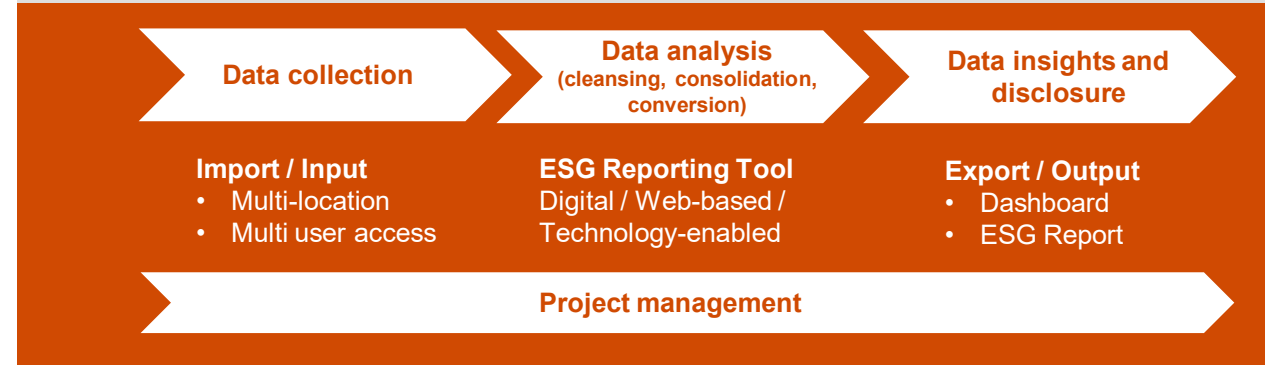 Data collection
Data analysis
(cleansing, consolidation,
conversion)
Data insights and
disclosure
Import / Input
• Multi-location
• Multi user access
ESG Reporting Tool
Digital / Web-based /
Technology-enabled
Export / Output
• Dashboard
• ESG Report
Project management